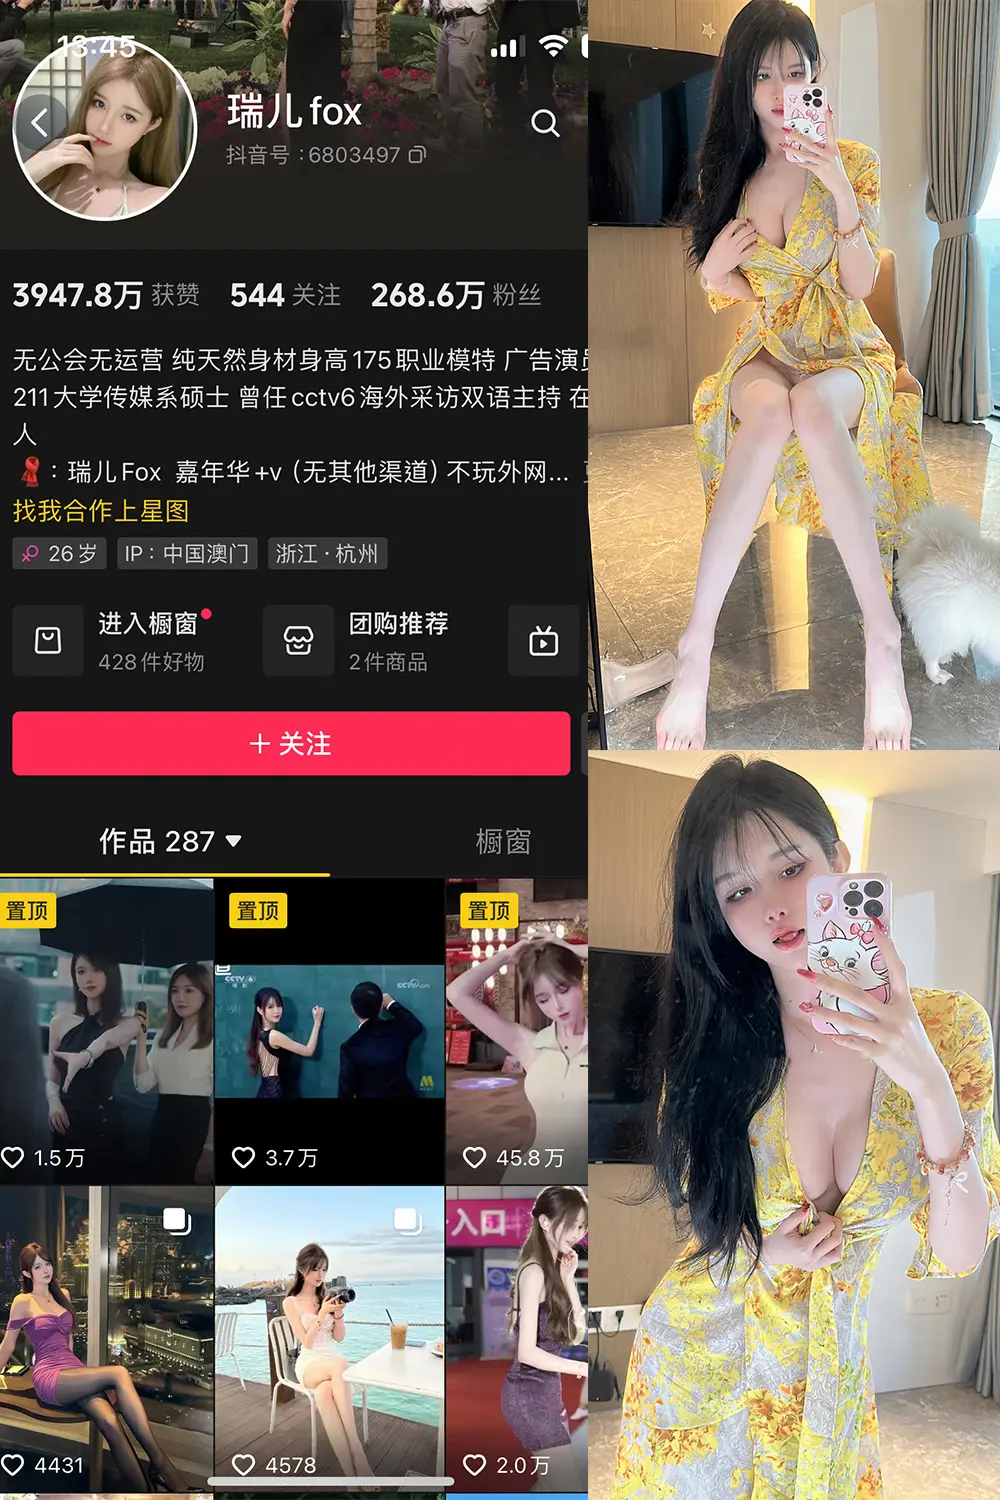 13:45
瑞儿fox
抖音号：6803497
3947.8万 获赞 544 关注 268.6万 粉丝
无公会无运营 纯天然身材身高175职业模特 广告演员
211大学传媒系硕士 曾任cctv6海外采访双语主持 在
人
：瑞儿Fox 嘉年华+v（无其他渠道）不玩外网...
找我合作上星图
26岁 IP：中国澳门 浙江·杭州
进入橱窗 团购推荐
428件好物 2件商品
+ 关注
作品 287 橱窗
置顶 置顶 置顶
CCTV 6 CCTV.com
1.5万 3.7万 45.8万
入口
4431 4578 2.0万